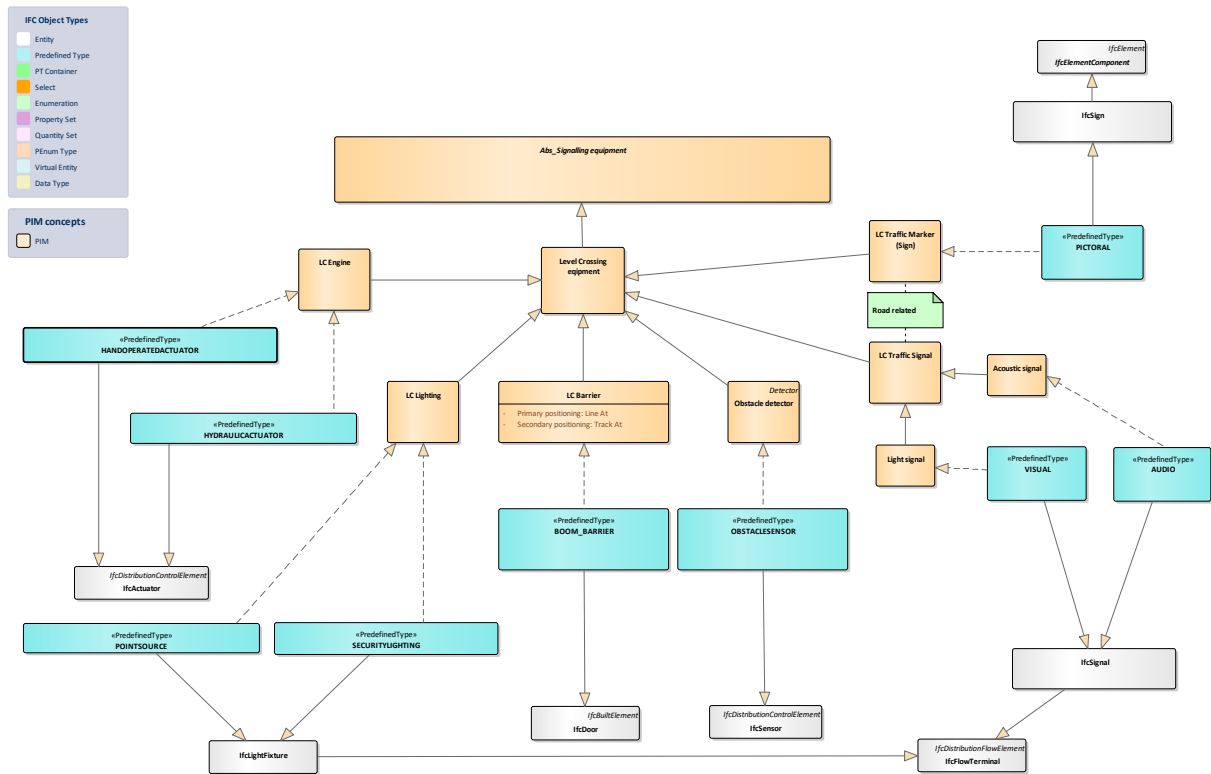 IFC Object Types
Entity
Predefined Type
PT Container
Select
Enumeration
Property Set
Quantity Set
PEnum Type
Virtual Entity
Data Type
PIM concepts
PIM
IfcElement
IfcElementComponent
IfcSign
Abs_Signalling equipment
LC Traffic Marker
(Sign)
«PredefinedType»
PICTORAL
LC Engine
Level Crossing
eqipment
Road related
«PredefinedType»
HANDOPERATEDACTUATOR
LC Traffic Signal
Acoustic signal
LC Lighting
LC Barrier
- Primary positioning: Line At
- Secondary positioning: Track At
Detector
Obstacle detector
«PredefinedType»
HYDRAULICACTUATOR
Light signal
«PredefinedType»
VISUAL
«PredefinedType»
AUDIO
«PredefinedType»
BOOM_BARRIER
«PredefinedType»
OBSTACLESENSOR
IfcDistributionControlElement
IfcActuator
«PredefinedType»
POINTSOURCE
«PredefinedType»
SECURITYLIGHTING
IfcSignal
IfcBuiltElement
IfcDoor
IfcDistributionControlElement
IfcSensor
IfcLightFixture
IfcDistributionFlowElement
IfcFlowTerminal